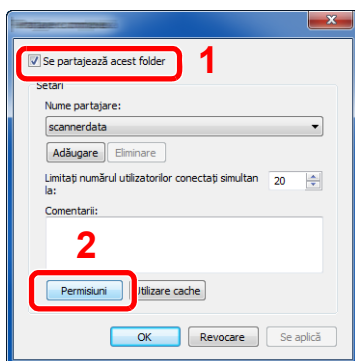 Se partajează acest folder
1
Setări
Nume partajare:
scannerdata
Adăugare Eliminare
Limitați numărul utilizatorilor conectați simultan
la:
20
Comentarii:
2
Permisiuni Utilizare cache
OK Revocare Se aplică